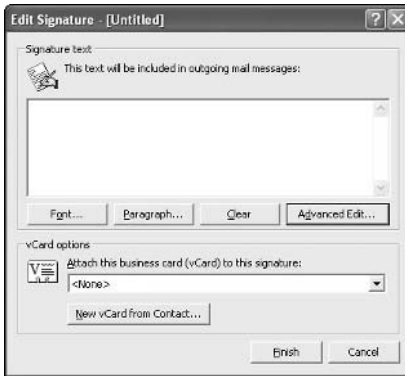 Edit Signature - [Untitled]
Signature text
This text will be included in outgoing mail messages:
Font... Paragraph... Clear Advanced Edit...
vCard options
Attach this business card (vCard) to this signature:
<None>
New vCard from Contact...
Finish Cancel